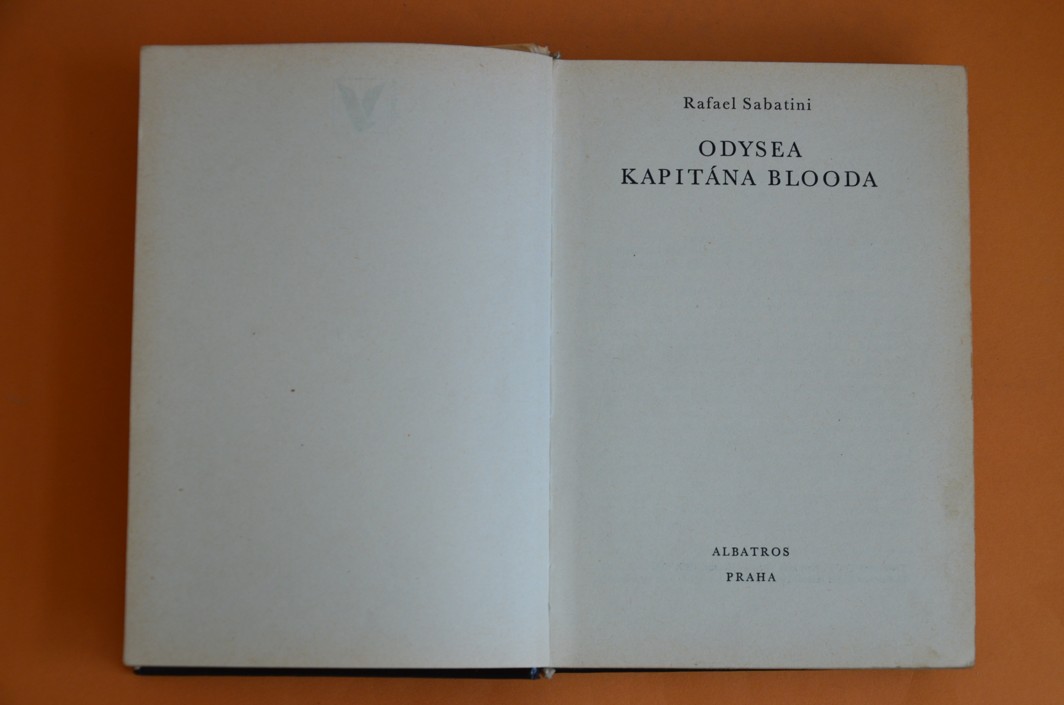 Rafael Sabatini
ODYSEA
KAPITÁNA BLOODA
ALBATROS
PRAHA